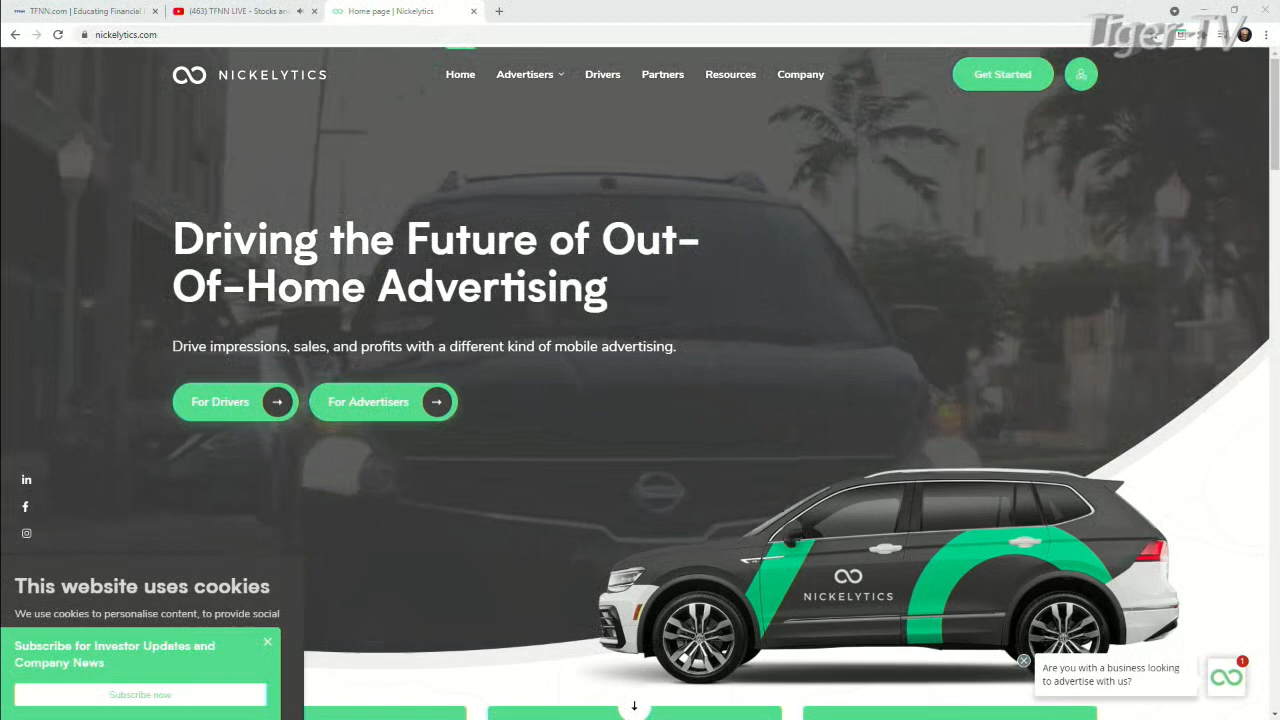 TFNN.com | Educating Financial
(463) TFNN LIVE - Stocks and
Home page | Nickelytics
nickelytics.com
Tiger TV
NICKELYTICS
Home
Advertisers
Drivers
Partners
Resources
Company
Get Started
Driving the Future of Out-
Of-Home Advertising
Drive impressions, sales, and profits with a different kind of mobile advertising.
For Drivers
For Advertisers
in
f
NICKELYTICS
This website uses cookies
We use cookies to personalise content, to provide social
Subscribe for Investor Updates and
Company News
Subscribe now
Are you with a business looking
to advertise with us?
1